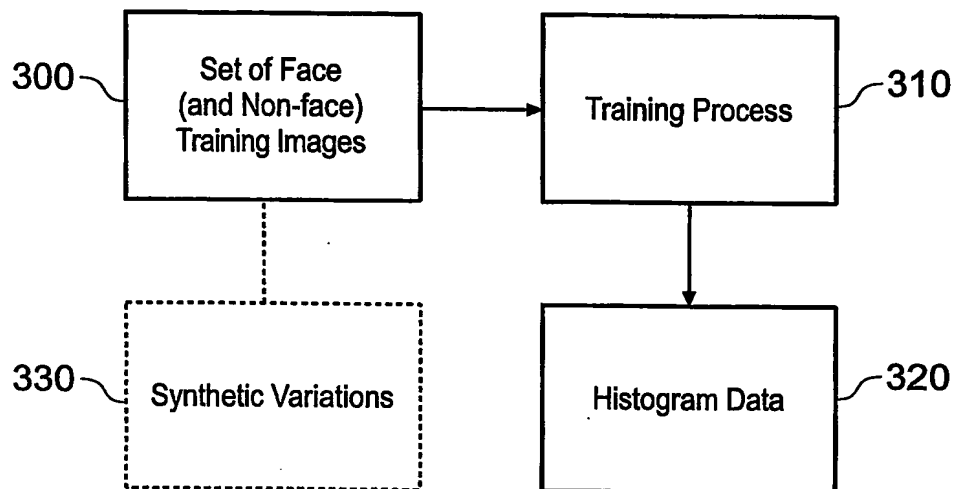 300
Set of Face
(and Non-face)
Training Images
Training Process
310
330
Synthetic Variations
Histogram Data
320